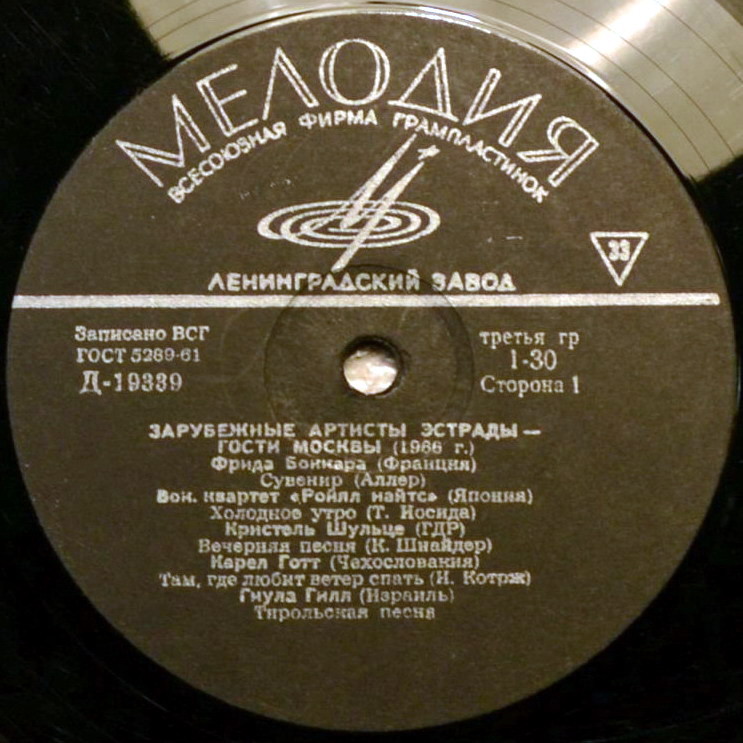 МЕЛОДИЯ
ВСЕСОЮЗНАЯ ФИРМА ГРАМПЛАСТИНОК
33
ЛЕНИНГРАДСКИЙ ЗАВОД
Записано ВСГ
ГОСТ 5289-61
Д-19339
третья гр
1-30
Сторона 1
ЗАРУБЕЖНЫЕ АРТИСТЫ ЭСТРАДЫ —
ГОСТИ МОСКВЫ (1966 г.)
Фрида Боккара (Франция)
Сувенир (Аллер)
Вок. квартет «Ройял найтс» (Япония)
Холодное утро (Т. Иосида)
Кристель Шульце (ГДР)
Вечерняя песня (К. Шнайдер)
Карел Готт (Чехословакия)
Там, где любит ветер спать (И. Котрж)
Гиула Гилл (Израиль)
Тирольская песня